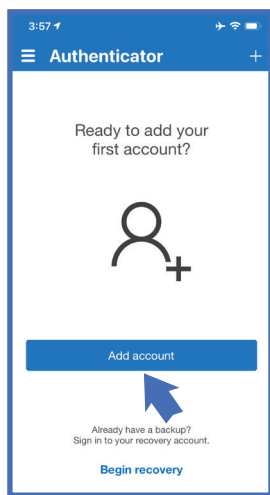 3:57
Authenticator
Ready to add your
first account?
Add account
Already have a backup?
Sign in to your recovery account.
Begin recovery